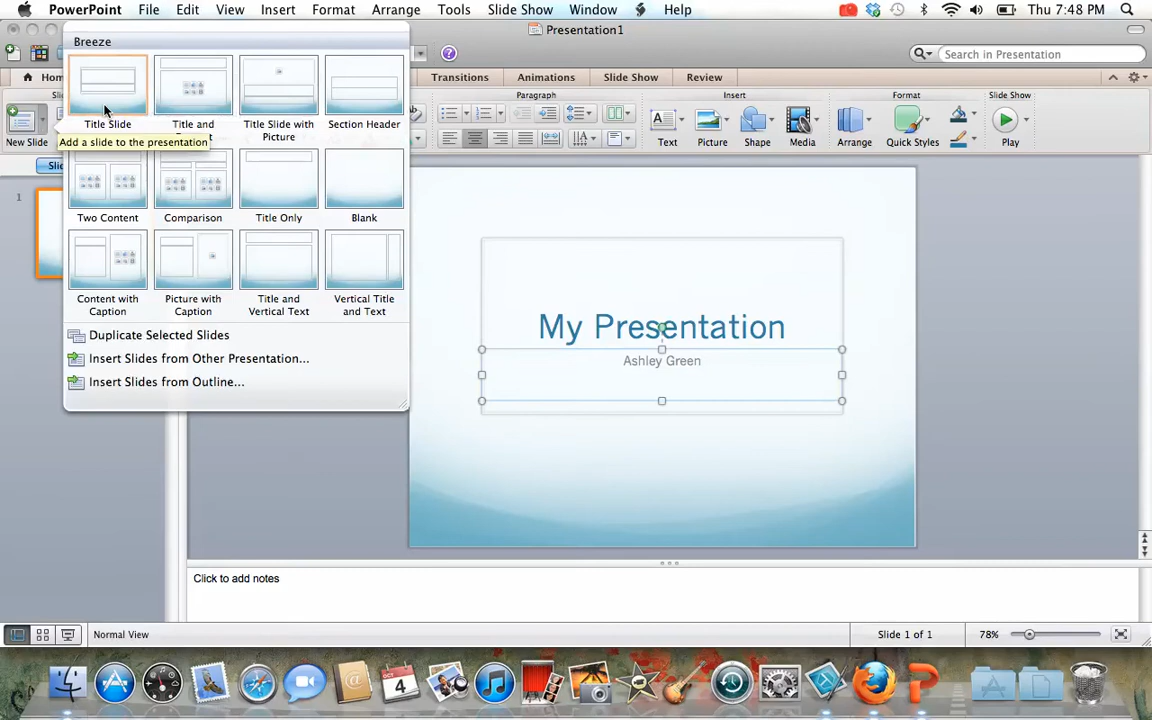 PowerPoint File Edit View Insert Format Arrange Tools Slide Show Window Help Thu 7:48 PM
Presentation1
Search in Presentation
Hom Transitions Animations Slide Show Review
Paragraph Insert Slide Show
New Slide
Text Picture Shape Media Arrange Quick Styles Play
Breeze
Title Slide
Title and
Title Slide with
Picture
Section Header
Add a slide to the presentation
Two Content
Comparison
Title Only
Blank
Content with
Caption
Picture with
Caption
Title and
Vertical Text
Vertical Title
and Text
Duplicate Selected Slides
Insert Slides from Other Presentation...
Insert Slides from Outline...
1
My Presentation
Ashley Green
Click to add notes
Normal View
Slide 1 of 1
78%
OCT
4